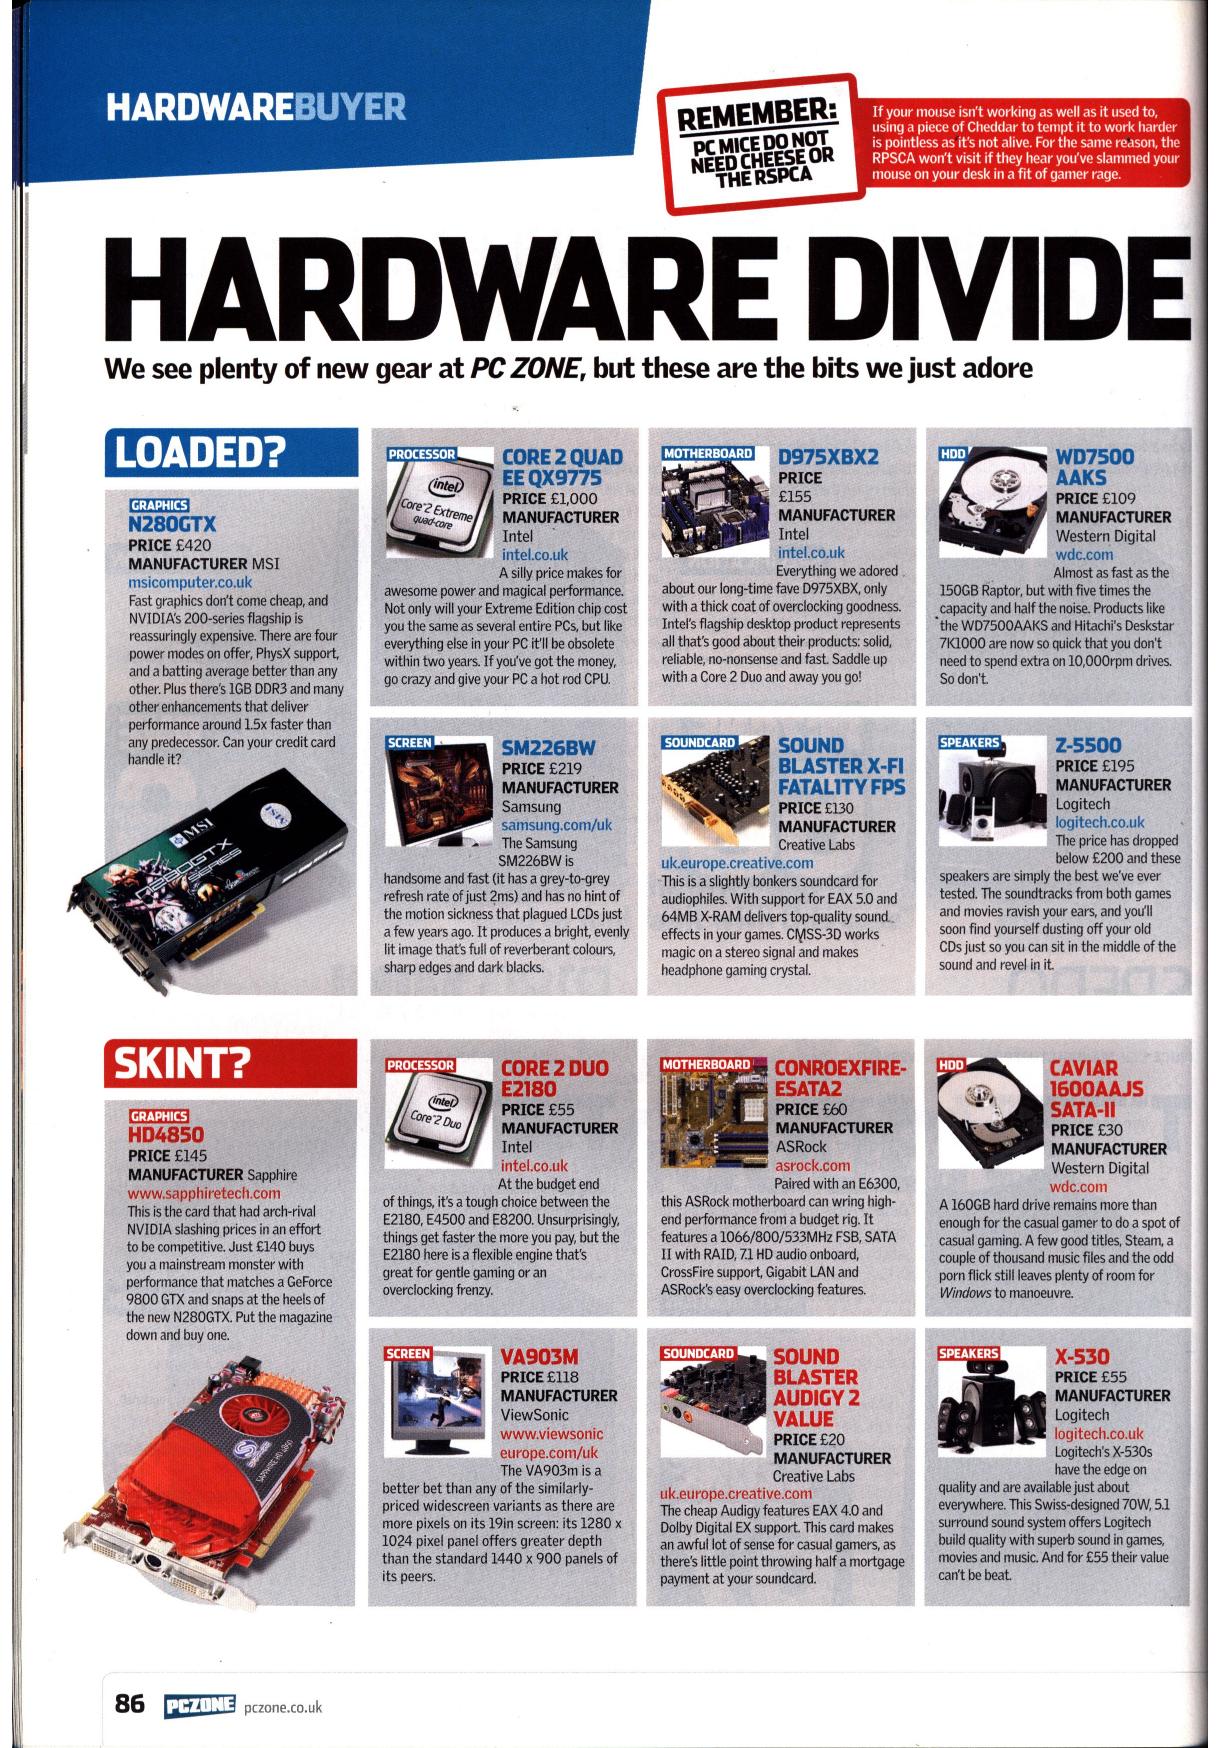 HARDWAREBUYER
REMEMBER:
PC MICE DO NOT
NEED CHEESE OR
THE RSPCA
If your mouse isn't working as well as it used to,
using a piece of Cheddar to tempt it to work harder
is pointless as it's not alive. For the same reason, the
RPSCA won't visit if they hear you've slammed your
mouse on your desk in a fit of gamer rage.
HARDWARE DIVIDE
We see plenty of new gear at PC ZONE, but these are the bits we just adore
LOADED?
GRAPHICS
N280GTX
PRICE £420
MANUFACTURER MSI
msicomputer.co.uk
Fast graphics don't come cheap, and
NVIDIA's 200-series flagship is
reassuringly expensive. There are four
power modes on offer, PhysX support,
and a batting average better than any
other. Plus there's 1GB DDR3 and many
other enhancements that deliver
performance around 1.5x faster than
any predecessor. Can your credit card
handle it?
MSI
N280GTX
SERIES
MSI
PROCESSOR
intel
Core™2 Extreme
quad-core
CORE 2 QUAD
EE QX9775
PRICE £1,000
MANUFACTURER
Intel
intel.co.uk
A silly price makes for
awesome power and magical performance.
Not only will your Extreme Edition chip cost
you the same as several entire PCs, but like
everything else in your PC it'll be obsolete
within two years. If you've got the money,
go crazy and give your PC a hot rod CPU.
MOTHERBOARD
D975XBX2
PRICE
£155
MANUFACTURER
Intel
intel.co.uk
Everything we adored
about our long-time fave D975XBX, only
with a thick coat of overclocking goodness.
Intel's flagship desktop product represents
all that's good about their products: solid,
reliable, no-nonsense and fast. Saddle up
with a Core 2 Duo and away you go!
HDD
WD7500
AAKS
PRICE £109
MANUFACTURER
Western Digital
wdc.com
Almost as fast as the
150GB Raptor, but with five times the
capacity and half the noise. Products like
the WD7500AAKS and Hitachi's Deskstar
7K1000 are now so quick that you don't
need to spend extra on 10,000rpm drives.
So don't.
SCREEN
SM226BW
PRICE £219
MANUFACTURER
Samsung
samsung.com/uk
The Samsung
SM226BW is
handsome and fast (it has a grey-to-grey
refresh rate of just 2ms) and has no hint of
the motion sickness that plagued LCDs just
a few years ago. It produces a bright, evenly
lit image that's full of reverberant colours,
sharp edges and dark blacks.
SOUNDCARD
SOUND
BLASTER X-FI
FATAL1TY FPS
PRICE £130
MANUFACTURER
Creative Labs
uk.europe.creative.com
This is a slightly bonkers soundcard for
audiophiles. With support for EAX 5.0 and
64MB X-RAM delivers top-quality sound
effects in your games. CMSS-3D works
magic on a stereo signal and makes
headphone gaming crystal.
SPEAKERS
Z-5500
PRICE £195
MANUFACTURER
Logitech
logitech.co.uk
The price has dropped
below £200 and these
speakers are simply the best we've ever
tested. The soundtracks from both games
and movies ravish your ears, and you'll
soon find yourself dusting off your old
CDs just so you can sit in the middle of the
sound and revel in it.
SKINT?
GRAPHICS
HD4850
PRICE £145
MANUFACTURER Sapphire
www.sapphiretech.com
This is the card that had arch-rival
NVIDIA slashing prices in an effort
to be competitive. Just £140 buys
you a mainstream monster with
performance that matches a GeForce
9800 GTX and snaps at the heels of
the new N280GTX. Put the magazine
down and buy one.
SAPPHIRE HD 4850
PROCESSOR
intel
Core™2 Duo
CORE 2 DUO
E2180
PRICE £55
MANUFACTURER
Intel
intel.co.uk
At the budget end
of things, it's a tough choice between the
E2180, E4500 and E8200. Unsurprisingly,
things get faster the more you pay, but the
E2180 here is a flexible engine that's
great for gentle gaming or an
overclocking frenzy.
MOTHERBOARD
CONROEXFIRE-
ESATA2
PRICE £60
MANUFACTURER
ASRock
asrock.com
Paired with an E6300,
this ASRock motherboard can wring high-
end performance from a budget rig. It
features a 1066/800/533MHz FSB, SATA
II with RAID, 7.1 HD audio onboard,
CrossFire support, Gigabit LAN and
ASRock's easy overclocking features.
HDD
CAVIAR
1600AAJS
SATA-II
PRICE £30
MANUFACTURER
Western Digital
wdc.com
A 160GB hard drive remains more than
enough for the casual gamer to do a spot of
casual gaming. A few good titles, Steam, a
couple of thousand music files and the odd
porn flick still leaves plenty of room for
Windows to manoeuvre.
SCREEN
VA903M
PRICE £118
MANUFACTURER
ViewSonic
www.viewsonic
europe.com/uk
The VA903m is a
better bet than any of the similarly-
priced widescreen variants as there are
more pixels on its 19in screen: its 1280 x
1024 pixel panel offers greater depth
than the standard 1440 x 900 panels of
its peers.
SOUNDCARD
SOUND
BLASTER
AUDIGY 2
VALUE
PRICE £20
MANUFACTURER
Creative Labs
uk.europe.creative.com
The cheap Audigy features EAX 4.0 and
Dolby Digital EX support. This card makes
an awful lot of sense for casual gamers, as
there's little point throwing half a mortgage
payment at your soundcard.
SPEAKERS
X-530
PRICE £55
MANUFACTURER
Logitech
logitech.co.uk
Logitech's X-530s
have the edge on
quality and are available just about
everywhere. This Swiss-designed 70W, 5.1
surround sound system offers Logitech
build quality with superb sound in games,
movies and music. And for £55 their value
can't be beat.
86 PCZONE pczone.co.uk